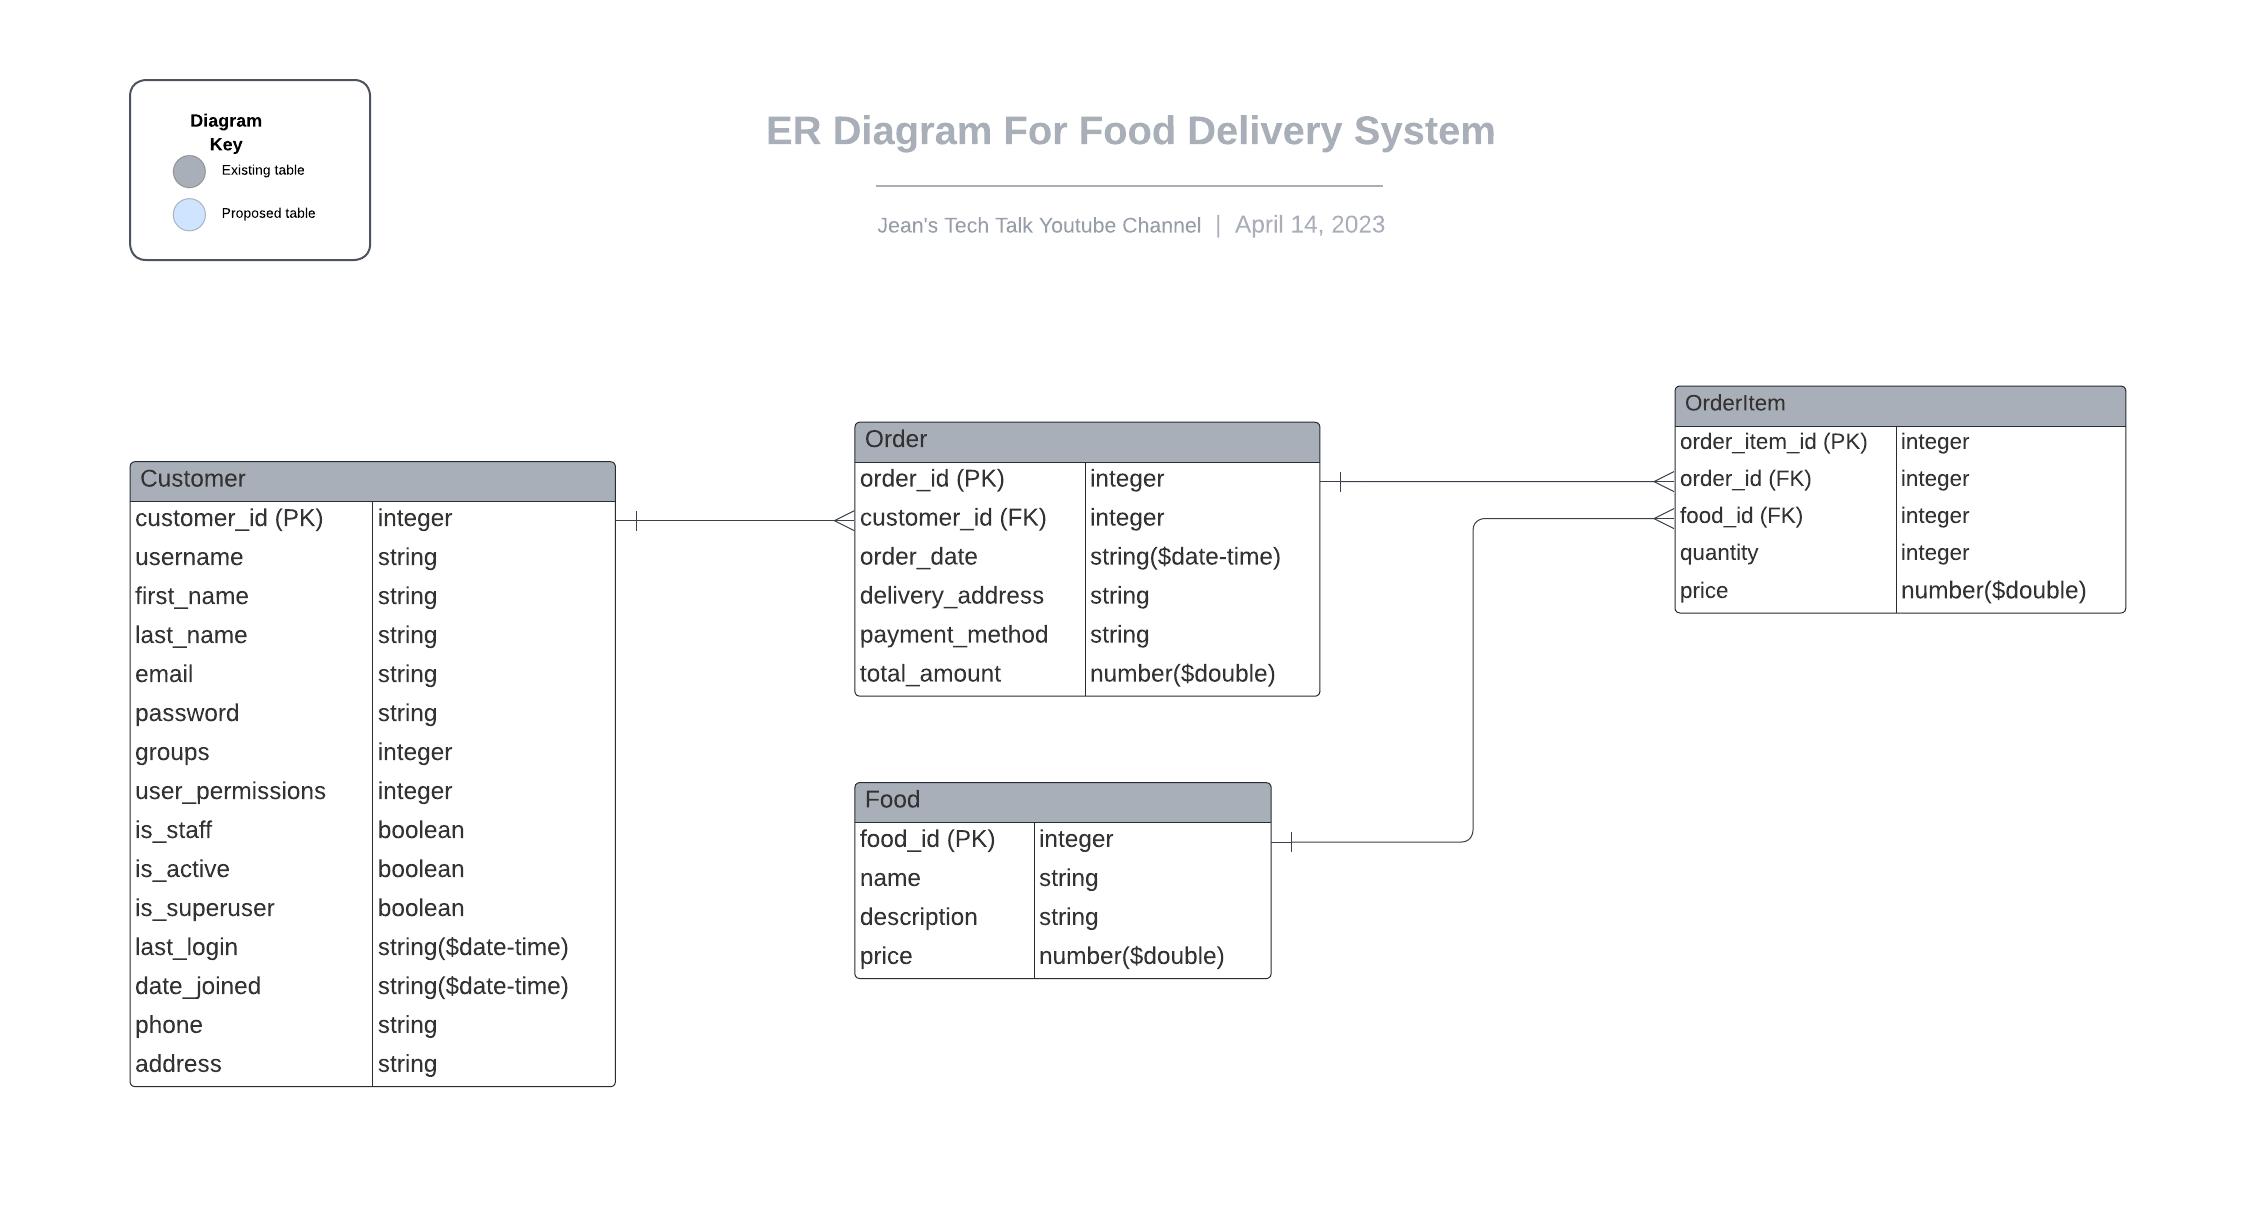 Diagram
Key
Existing table
Proposed table
ER Diagram For Food Delivery System
Jean's Tech Talk Youtube Channel | April 14, 2023
Customer
customer_id (PK) integer
username string
first_name string
last_name string
email string
password string
groups integer
user_permissions integer
is_staff boolean
is_active boolean
is_superuser boolean
last_login string($date-time)
date_joined string($date-time)
phone string
address string
Order
order_id (PK) integer
customer_id (FK) integer
order_date string($date-time)
delivery_address string
payment_method string
total_amount number($double)
Food
food_id (PK) integer
name string
description string
price number($double)
OrderItem
order_item_id (PK) integer
order_id (FK) integer
food_id (FK) integer
quantity integer
price number($double)